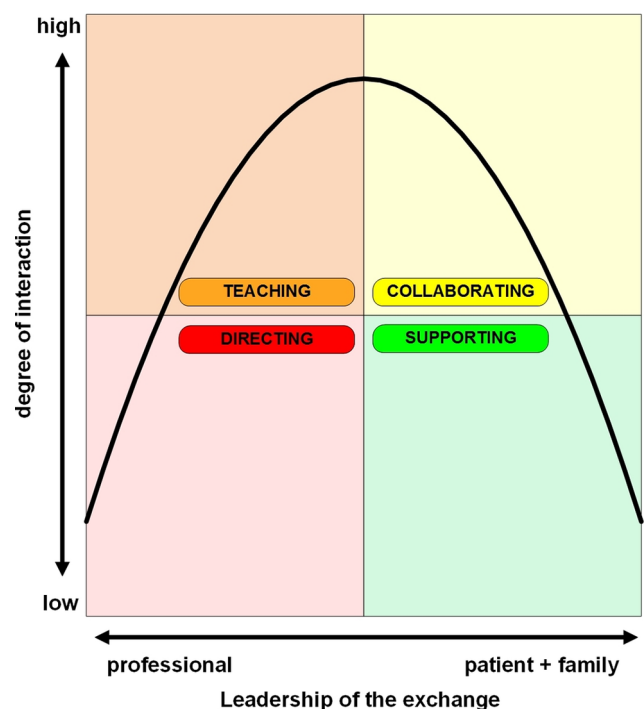 high
degree of interaction
TEACHING
COLLABORATING
DIRECTING
SUPPORTING
low
professional
patient + family
Leadership of the exchange